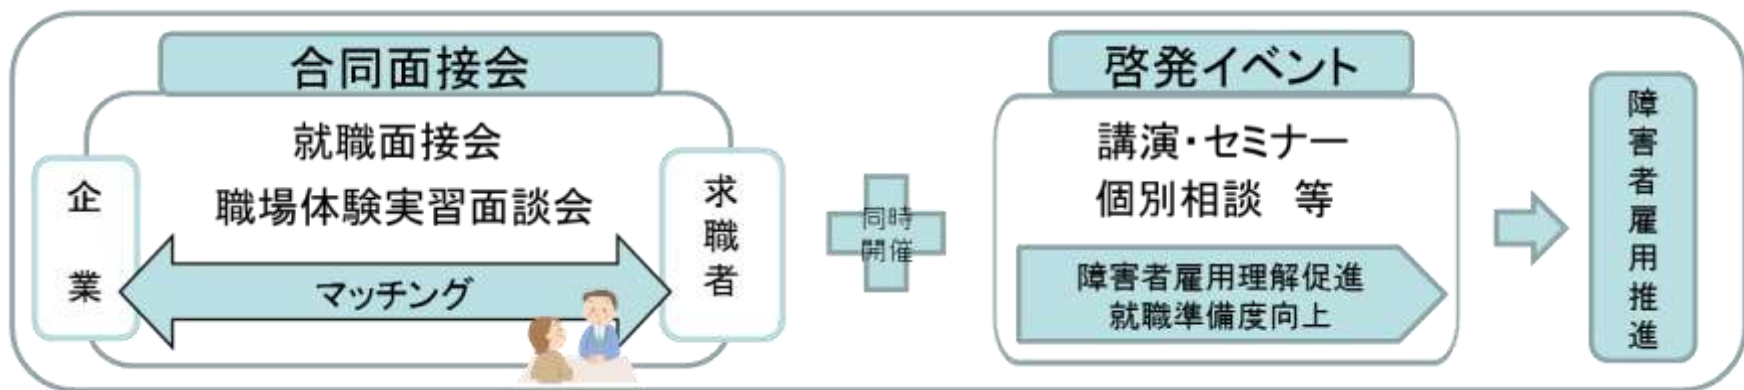 合同面接会
就職面接会
職場体験実習面談会
企業
求職者
マッチング
同時
開催
啓発イベント
講演・セミナー
個別相談　等
障害者雇用理解促進
就職準備度向上
障害者雇用推進